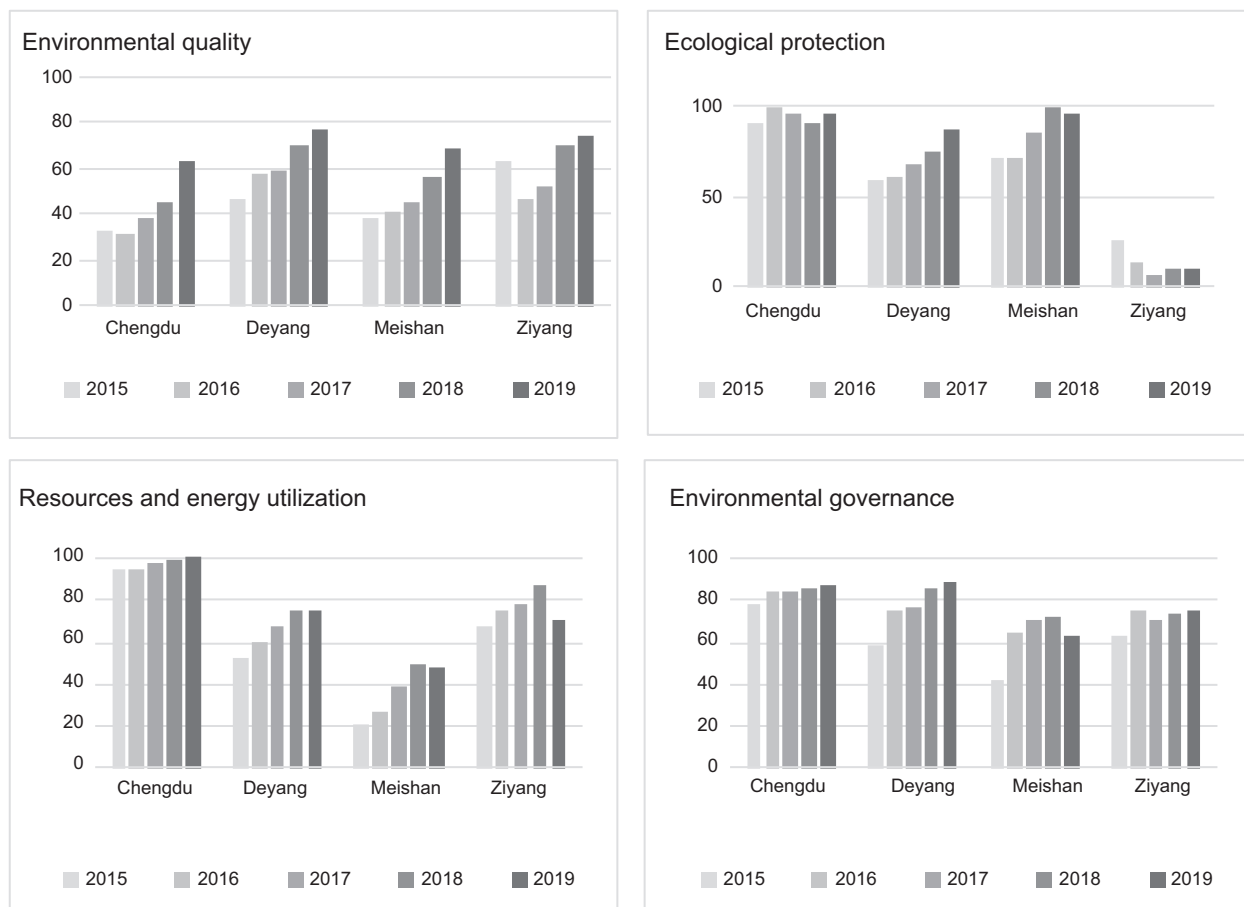 Environmental quality
100
80
60
40
20
0
Chengdu Deyang Meishan Ziyang
2015 2016 2017 2018 2019
Ecological protection
100
50
0
Chengdu Deyang Meishan Ziyang
2015 2016 2017 2018 2019
Resources and energy utilization
100
80
60
40
20
0
Chengdu Deyang Meishan Ziyang
2015 2016 2017 2018 2019
Environmental governance
100
80
60
40
20
0
Chengdu Deyang Meishan Ziyang
2015 2016 2017 2018 2019